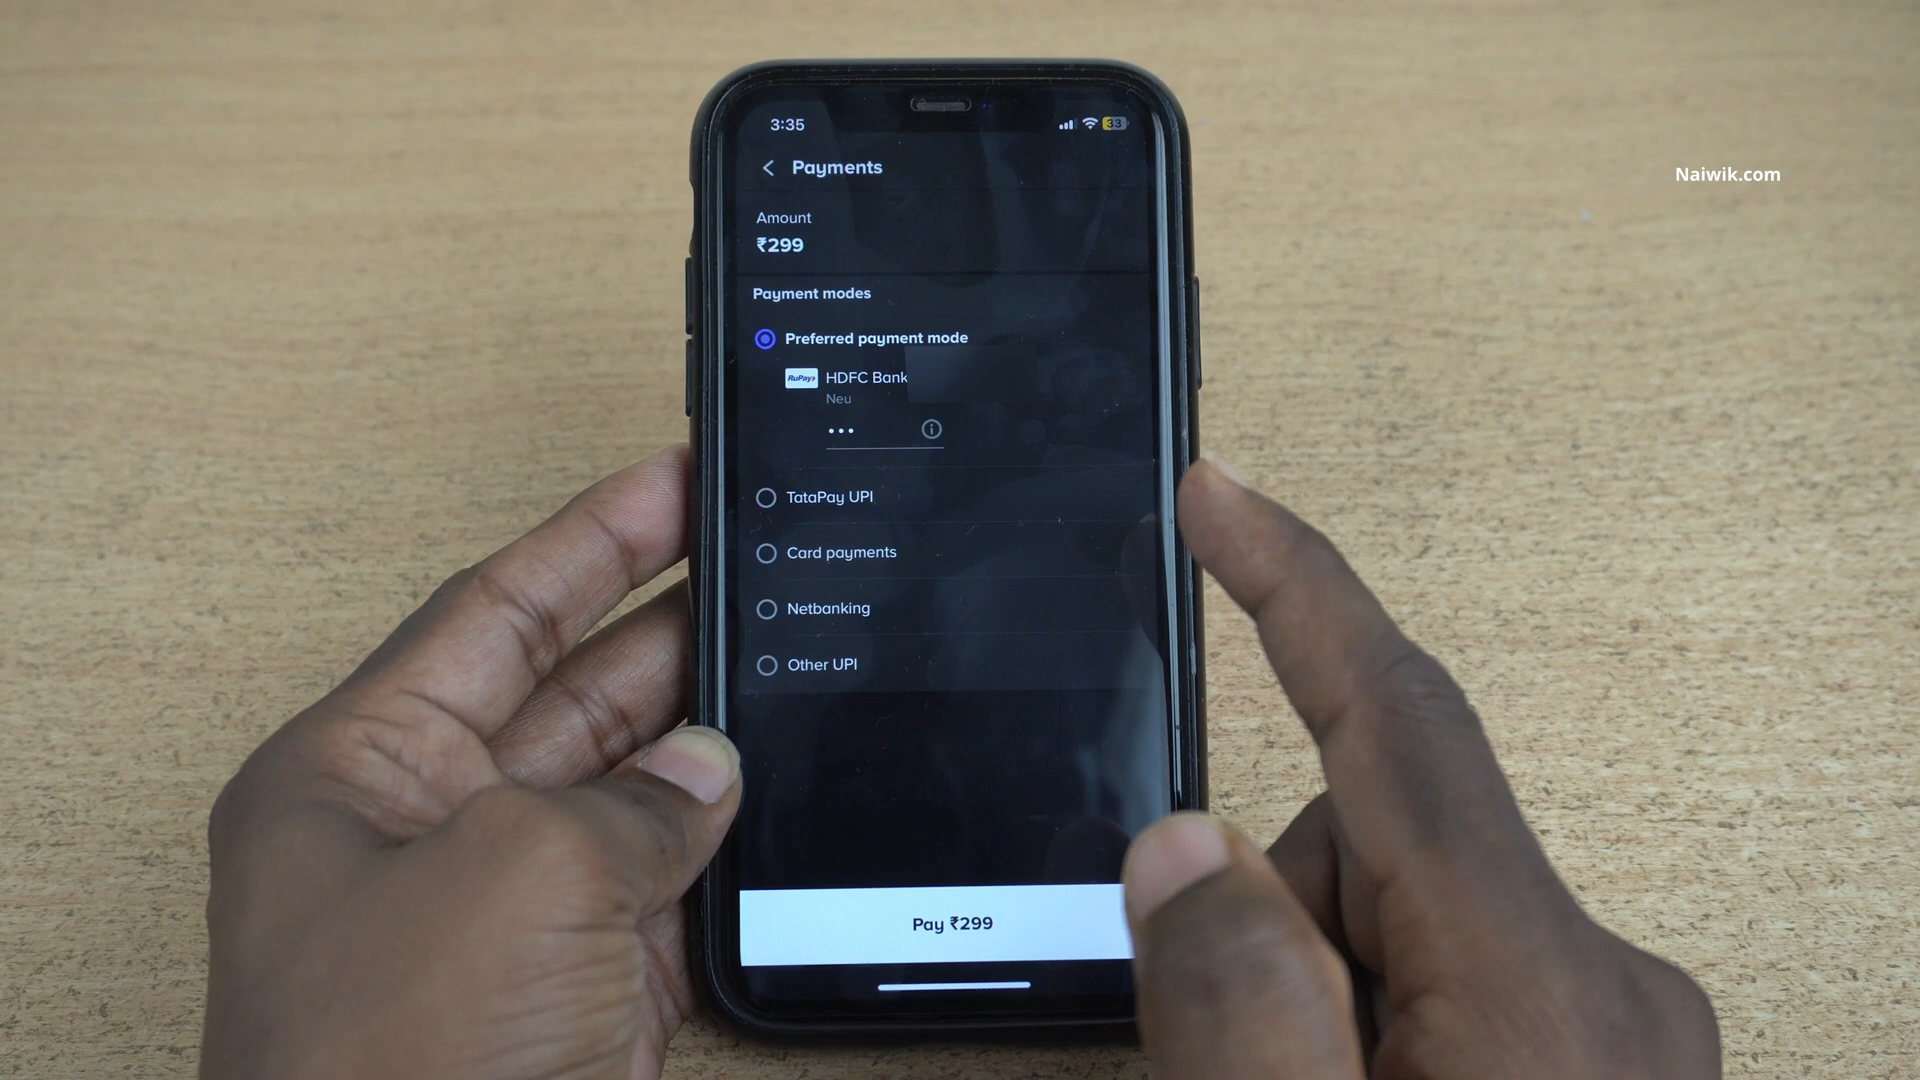 3:35
33
Payments
Naiwik.com
Amount
₹299
Payment modes
Preferred payment mode
RuPay
HDFC Bank
Neu
•••
TataPay UPI
Card payments
Netbanking
Other UPI
Pay ₹299